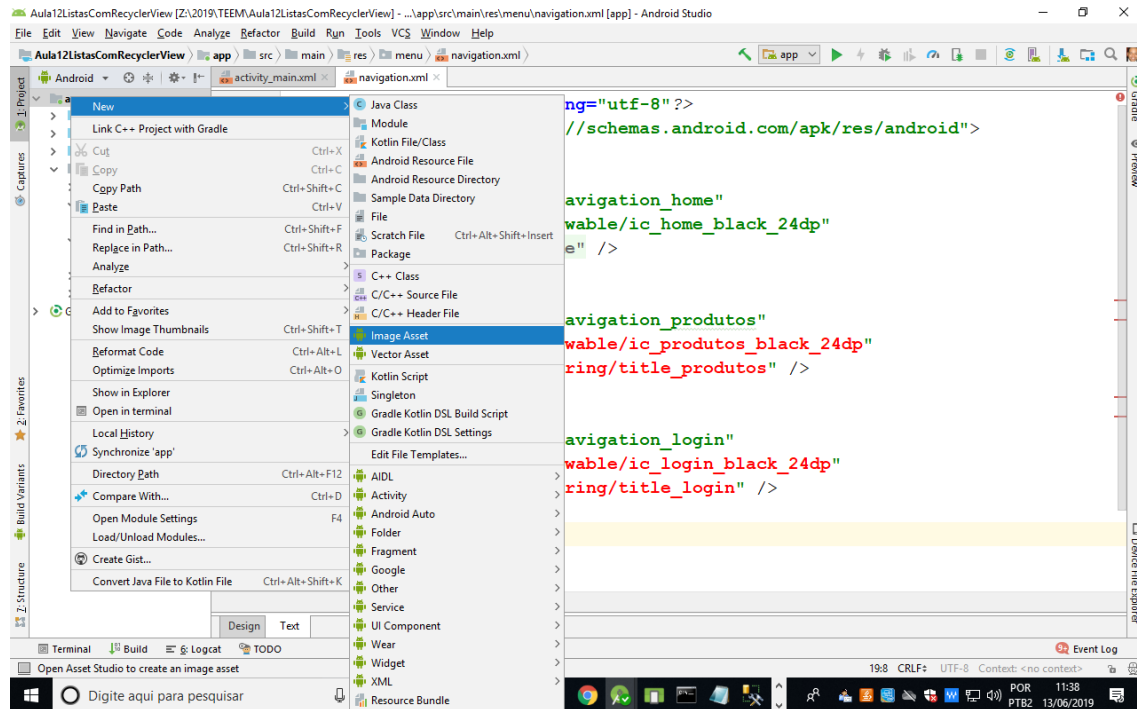 Aula12ListasComRecyclerView [Z:\2019\TEEM\Aula12ListasComRecyclerView] - ...\app\src\main\res\menu\navigation.xml [app] - Android Studio
File Edit View Navigate Code Analyze Refactor Build Run Tools VCS Window Help
Aula12ListasComRecyclerView app src main res menu navigation.xml app
Android activity_main.xml navigation.xml
1: Project
Captures
2: Favorites
Build Variants
7: Structure
New
Link C++ Project with Gradle
Cut Ctrl+X
Copy Ctrl+C
Copy Path Ctrl+Shift+C
Paste Ctrl+V
Find in Path... Ctrl+Shift+F
Replace in Path... Ctrl+Shift+R
Analyze
Refactor
Add to Favorites
Show Image Thumbnails Ctrl+Shift+T
Reformat Code Ctrl+Alt+L
Optimize Imports Ctrl+Alt+O
Show in Explorer
Open in terminal
Local History
Synchronize 'app'
Directory Path Ctrl+Alt+F12
Compare With... Ctrl+D
Open Module Settings F4
Load/Unload Modules...
Create Gist...
Convert Java File to Kotlin File Ctrl+Alt+Shift+K
Java Class
Module
Kotlin File/Class
Android Resource File
Android Resource Directory
Sample Data Directory
File
Scratch File Ctrl+Alt+Shift+Insert
Package
C++ Class
C/C++ Source File
C/C++ Header File
Image Asset
Vector Asset
Kotlin Script
Singleton
Gradle Kotlin DSL Build Script
Gradle Kotlin DSL Settings
Edit File Templates...
AIDL
Activity
Android Auto
Folder
Fragment
Google
Other
Service
UI Component
Wear
Widget
XML
Resource Bundle
ng="utf-8"?>
//schemas.android.com/apk/res/android">
avigation_home"
wable/ic_home_black_24dp"
e" />
avigation_produtos"
wable/ic_produtos_black_24dp"
ring/title_produtos" />
avigation_login"
wable/ic_login_black_24dp"
ring/title_login" />
Gradle
Preview
Device File Explorer
Design Text
Terminal Build 6: Logcat TODO Event Log
Open Asset Studio to create an image asset 19:8 CRLF UTF-8 Context: <no context>
Digite aqui para pesquisar POR 11:38
PTB2 13/06/2019